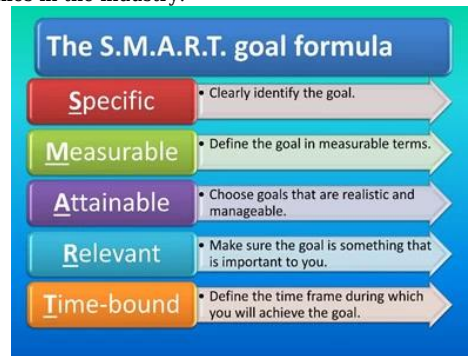 The S.M.A.R.T. goal formula
Specific
• Clearly identify the goal.
Measurable
• Define the goal in measurable terms.
Attainable
• Choose goals that are realistic and
manageable.
Relevant
• Make sure the goal is something that
is important to you.
Time-bound
• Define the time frame during which
you will achieve the goal.